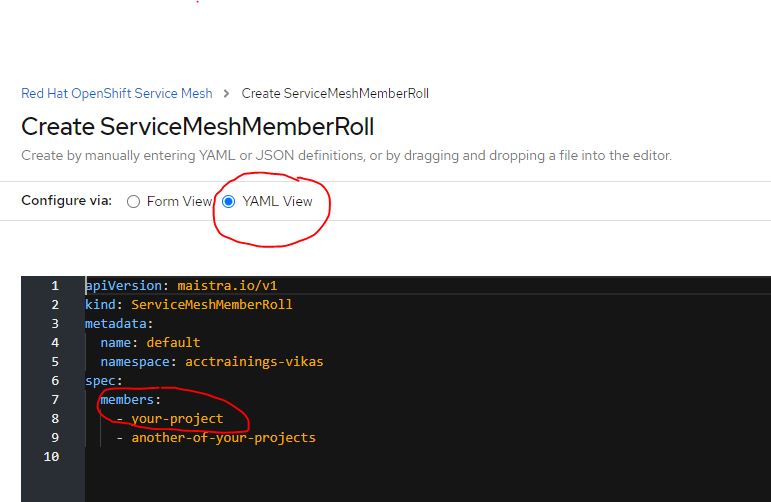 Red Hat OpenShift Service Mesh > Create ServiceMeshMemberRoll
Create ServiceMeshMemberRoll
Create by manually entering YAML or JSON definitions, or by dragging and dropping a file into the editor.
Configure via: Form View YAML View
1 apiVersion: maistra.io/v1
2 kind: ServiceMeshMemberRoll
3 metadata:
4   name: default
5   namespace: acctrainings-vikas
6 spec:
7   members:
8     - your-project
9     - another-of-your-projects
10